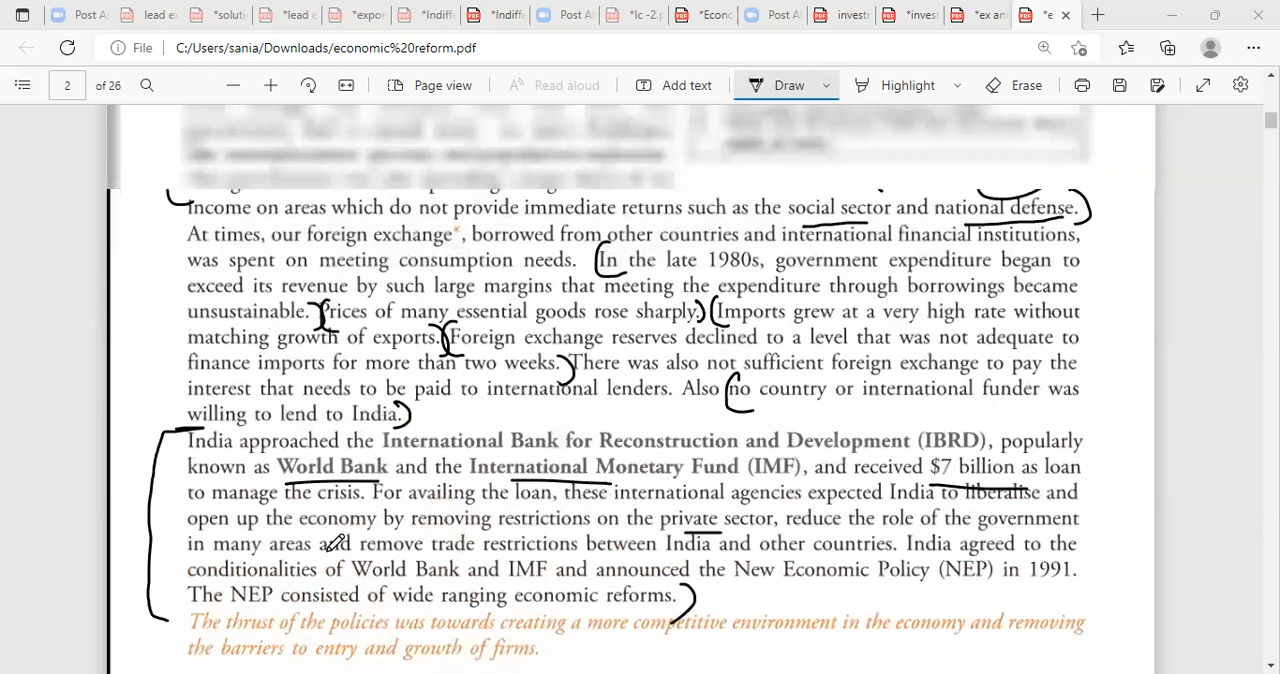 Post A lead e *soluti *lead e *expor *Indiffe *Indiffe Post At *lc -2.p *Econc Post At investr *invest *ex an *e
File C:/Users/sania/Downloads/economic%20reform.pdf
2 of 26 Page view Read aloud Add text Draw Highlight Erase
income on areas which do not provide immediate returns such as the social sector and national defense.
At times, our foreign exchange*, borrowed from other countries and international financial institutions,
was spent on meeting consumption needs. In the late 1980s, government expenditure began to
exceed its revenue by such large margins that meeting the expenditure through borrowings became
unsustainable. Prices of many essential goods rose sharply. Imports grew at a very high rate without
matching growth of exports. Foreign exchange reserves declined to a level that was not adequate to
finance imports for more than two weeks. There was also not sufficient foreign exchange to pay the
interest that needs to be paid to international lenders. Also no country or international funder was
willing to lend to India.
India approached the International Bank for Reconstruction and Development (IBRD), popularly
known as World Bank and the International Monetary Fund (IMF), and received $7 billion as loan
to manage the crisis. For availing the loan, these international agencies expected India to liberalise and
open up the economy by removing restrictions on the private sector, reduce the role of the government
in many areas and remove trade restrictions between India and other countries. India agreed to the
conditionalities of World Bank and IMF and announced the New Economic Policy (NEP) in 1991.
The NEP consisted of wide ranging economic reforms.
The thrust of the policies was towards creating a more competitive environment in the economy and removing
the barriers to entry and growth of firms.